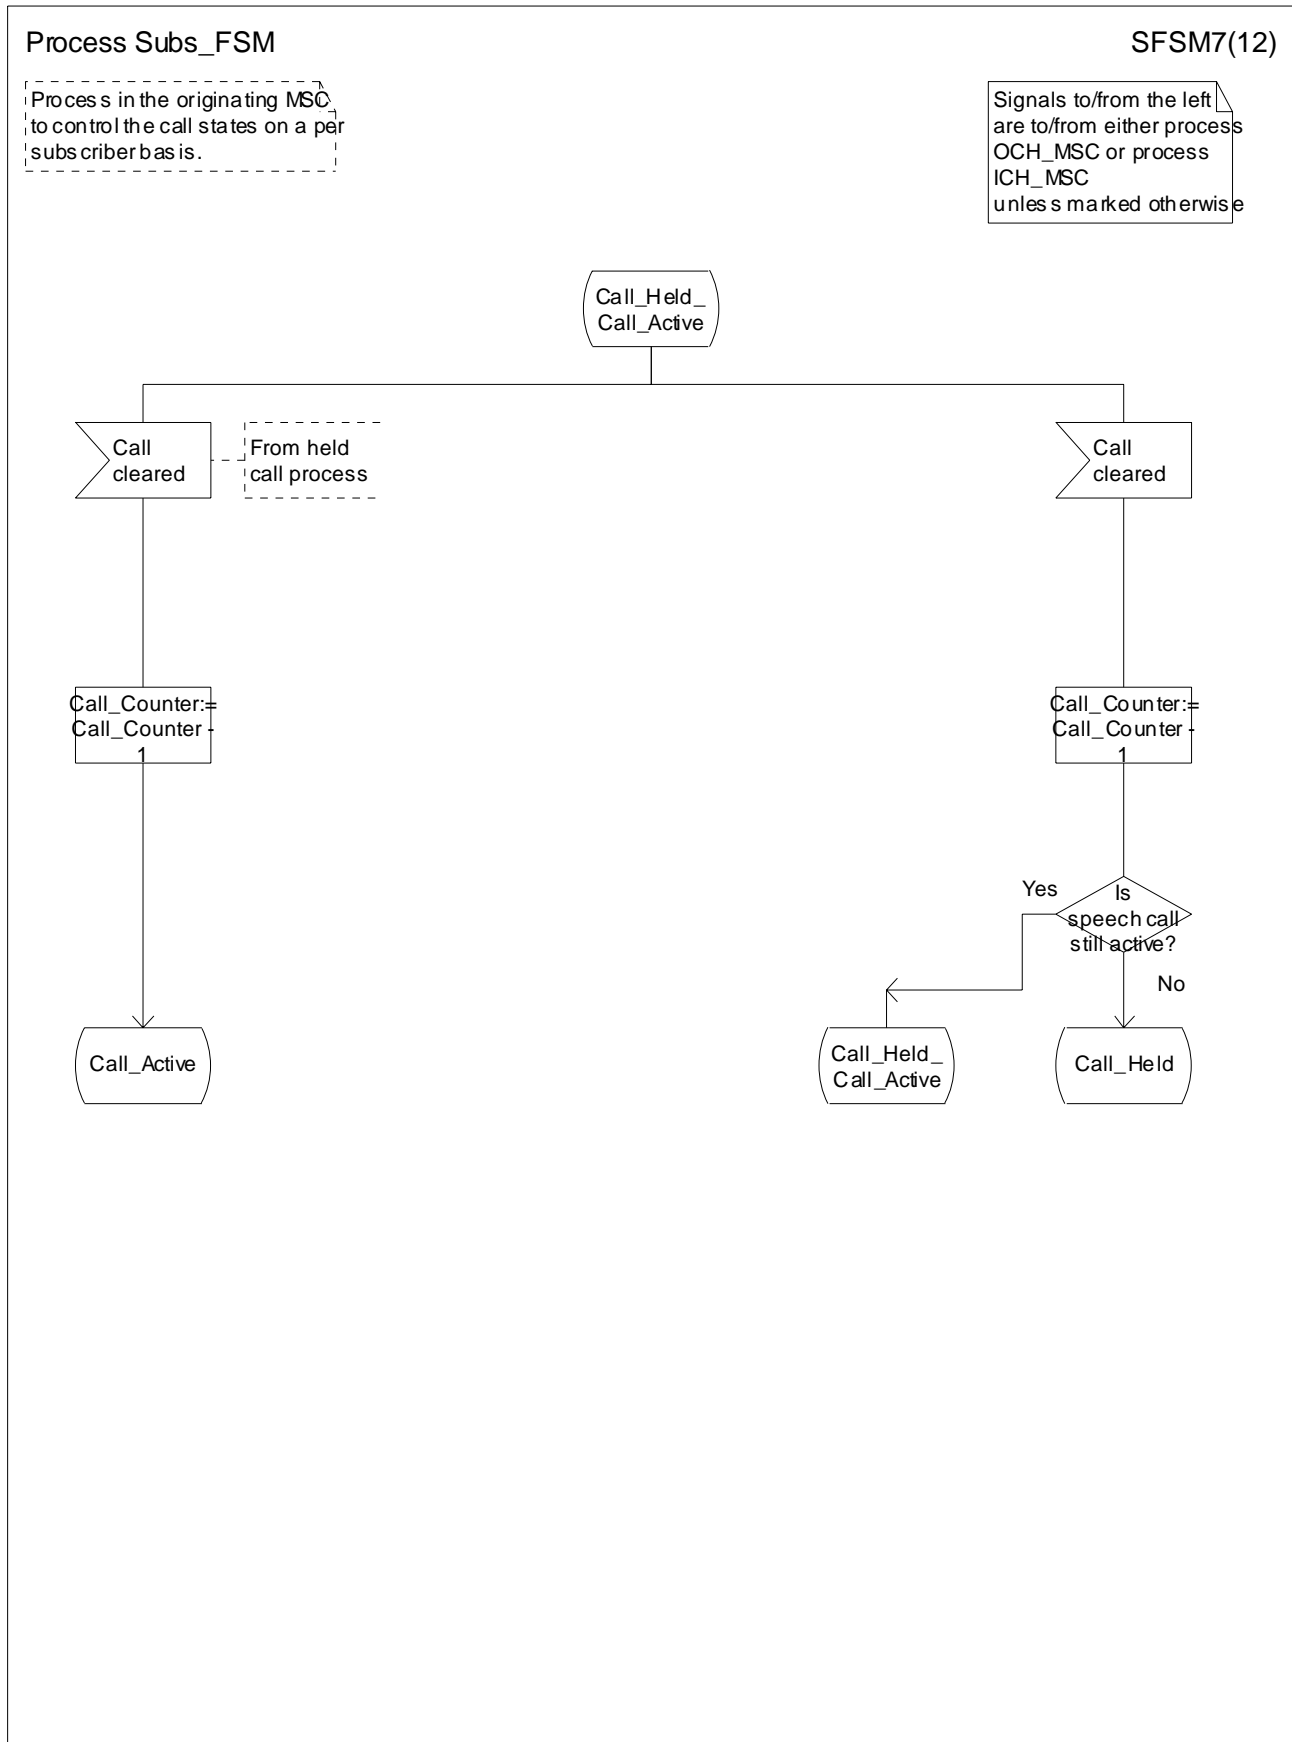 Process Subs_FSM
SFSM7(12)
Process in the originating MSC
to control the call states on a per
subscriber basis.
Signals to/from the left
are to/from either process
OCH_MSC or process
ICH_MSC
unless marked otherwise
Call_Held_
Call_Active
Call
cleared
From held
call process
Call
cleared
Call_Counter:=
Call_Counter -
1
Call_Counter:=
Call_Counter -
1
Yes
Is
speech call
still active?
No
Call_Active
Call_Held_
Call_Active
Call_Held